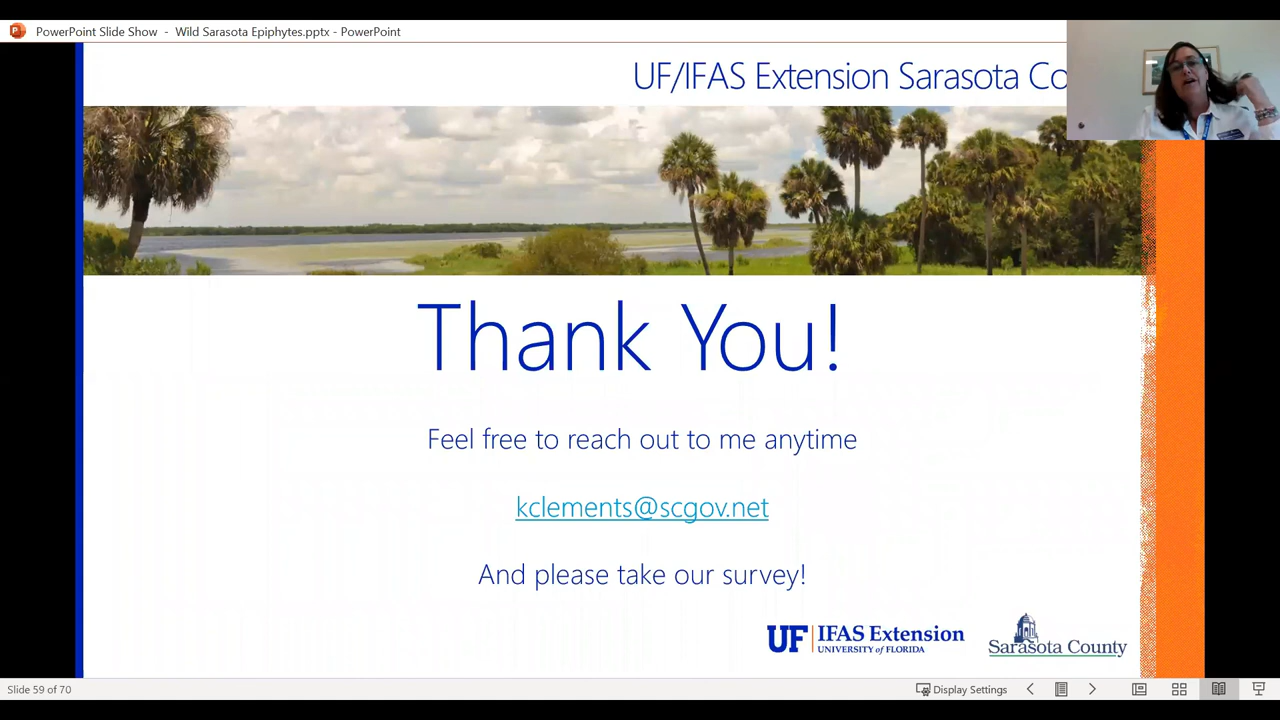 PowerPoint Slide Show - Wild Sarasota Epiphytes.pptx - PowerPoint
UF/IFAS Extension Sarasota Co
Thank You!
Feel free to reach out to me anytime
kclements@scgov.net
And please take our survey!
UF IFAS Extension
UNIVERSITY of FLORIDA
Sarasota County
Slide 59 of 70
Display Settings